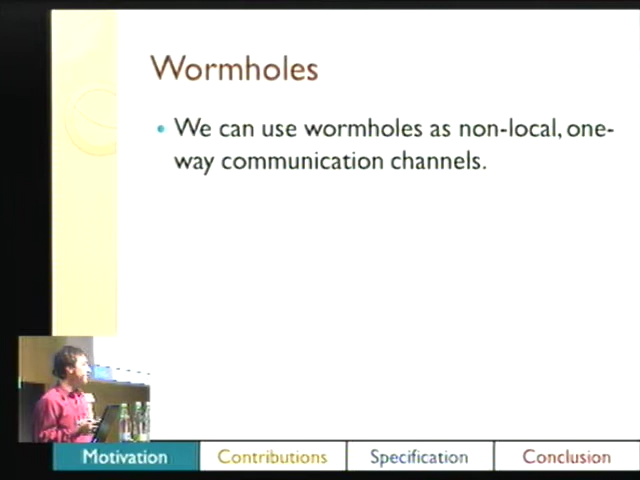 Wormholes
• We can use wormholes as non-local, one-
way communication channels.
Motivation
Contributions
Specification
Conclusion